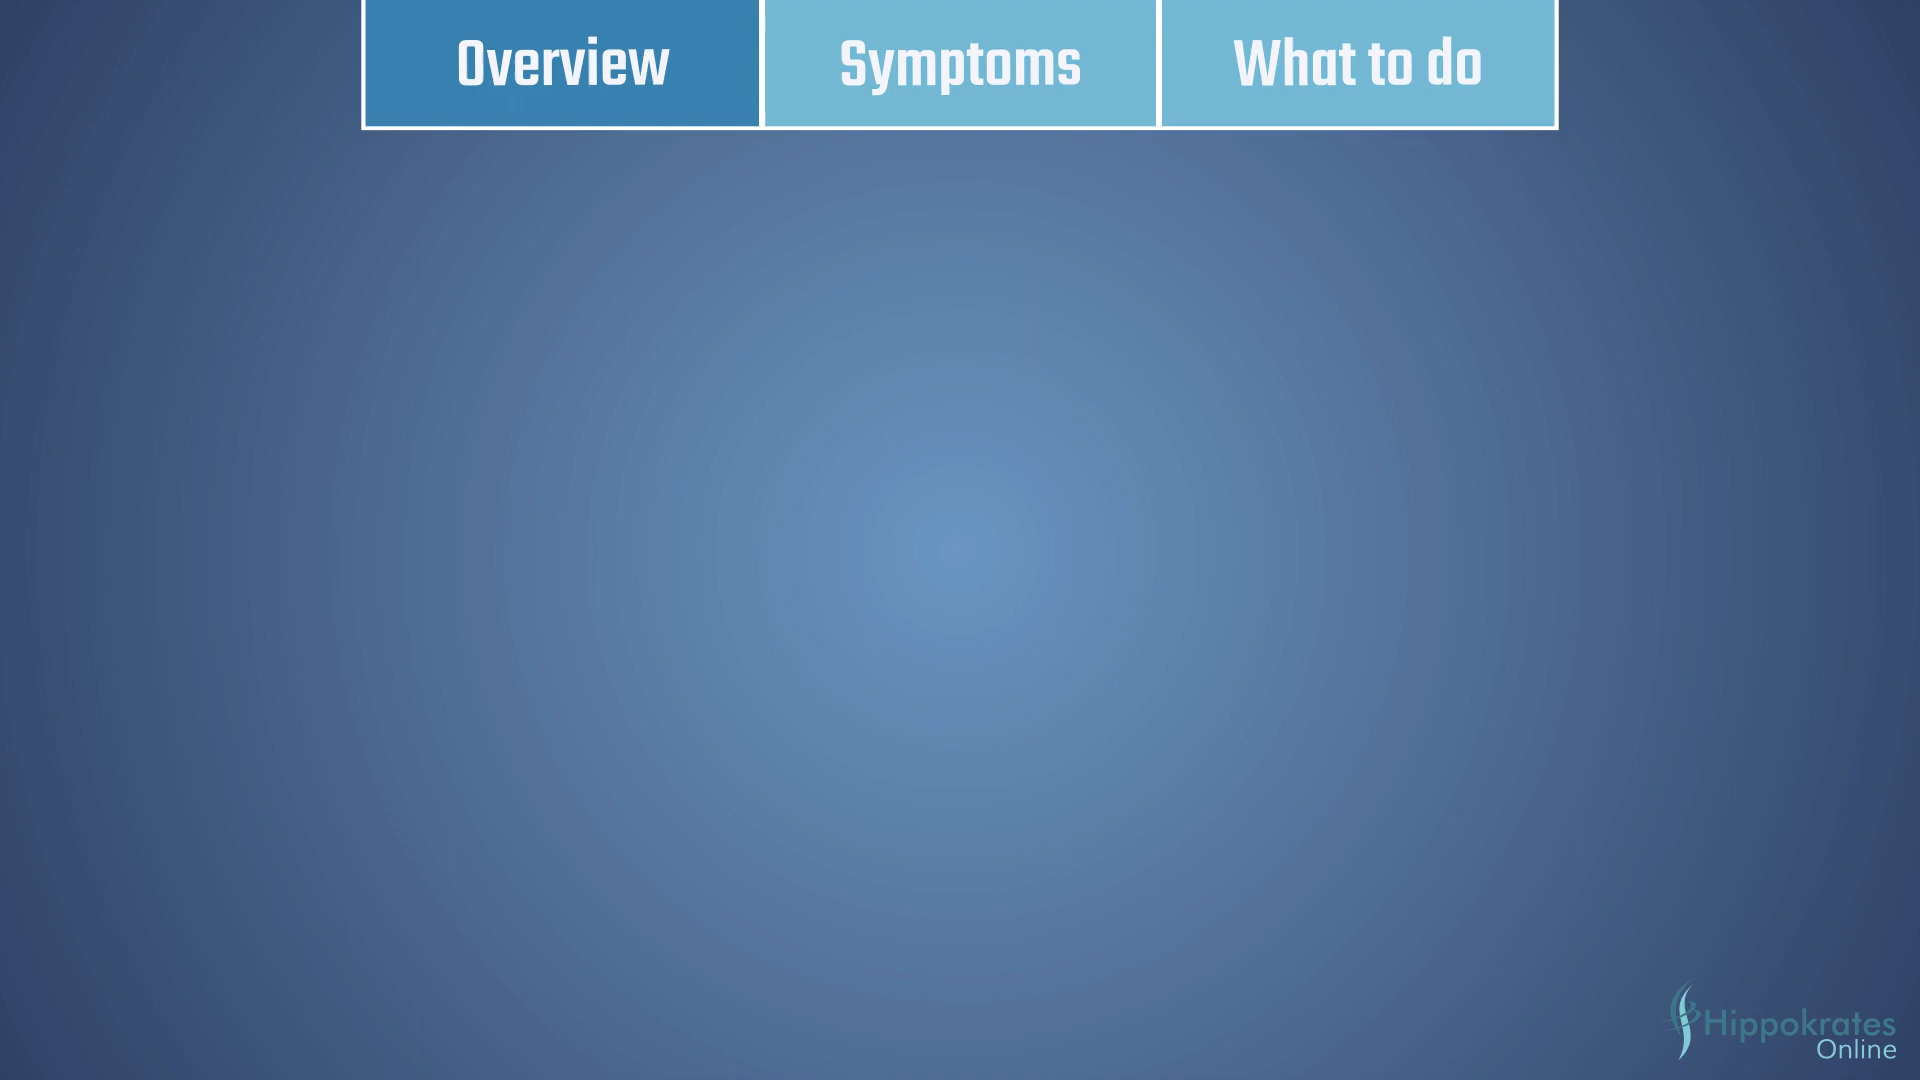 Overview
Symptoms
What to do
Hippokrates
Online